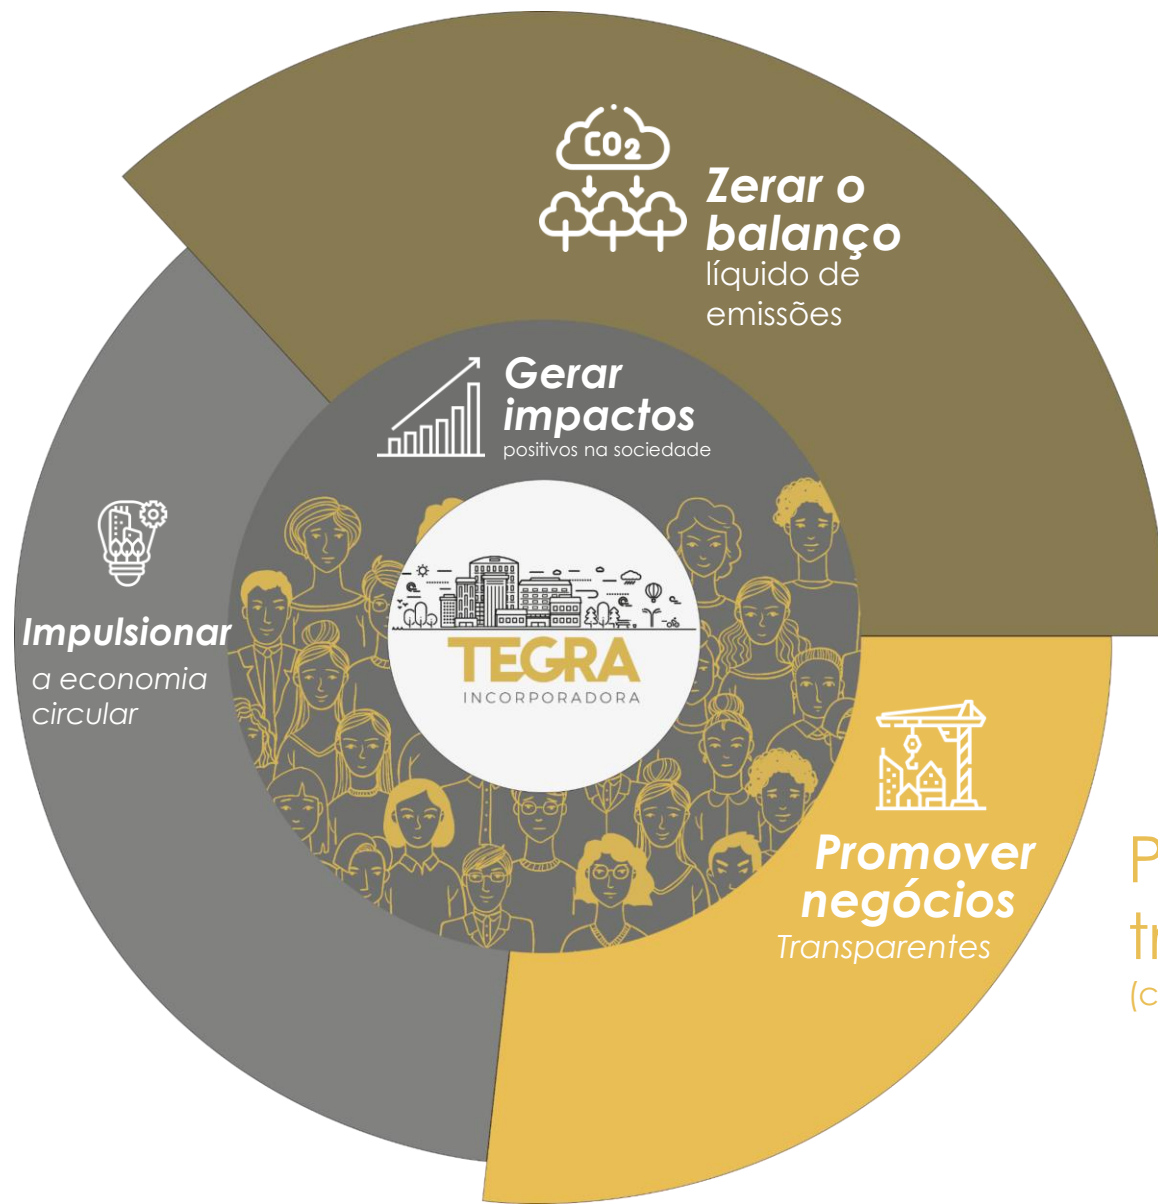 CO2
Zerar o
balanço
líquido de
emissões
Gerar
impactos
positivos na sociedade
Impulsionar
a economia
circular
TEGRA
INCORPORADORA
Promover
negócios
Transparentes